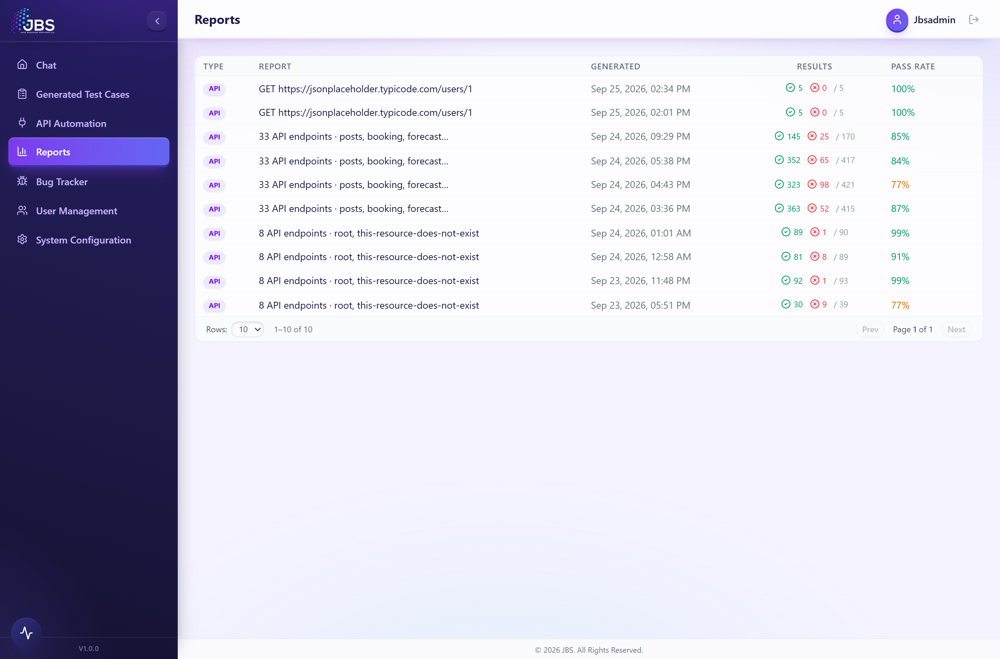 JBS
JADE BUSINESS SERVICES LLC
Reports
Jbsadmin
Chat
Generated Test Cases
API Automation
Reports
Bug Tracker
User Management
System Configuration
V1.0.0
TYPE REPORT GENERATED RESULTS PASS RATE
API GET https://jsonplaceholder.typicode.com/users/1 Sep 25, 2026, 02:34 PM 5 0 / 5 100%
API GET https://jsonplaceholder.typicode.com/users/1 Sep 25, 2026, 02:01 PM 5 0 / 5 100%
API 33 API endpoints · posts, booking, forecast... Sep 24, 2026, 09:29 PM 145 25 / 170 85%
API 33 API endpoints · posts, booking, forecast... Sep 24, 2026, 05:38 PM 352 65 / 417 84%
API 33 API endpoints · posts, booking, forecast... Sep 24, 2026, 04:43 PM 323 98 / 421 77%
API 33 API endpoints · posts, booking, forecast... Sep 24, 2026, 03:36 PM 363 52 / 415 87%
API 8 API endpoints · root, this-resource-does-not-exist Sep 24, 2026, 01:01 AM 89 1 / 90 99%
API 8 API endpoints · root, this-resource-does-not-exist Sep 24, 2026, 12:58 AM 81 8 / 89 91%
API 8 API endpoints · root, this-resource-does-not-exist Sep 23, 2026, 11:48 PM 92 1 / 93 99%
API 8 API endpoints · root, this-resource-does-not-exist Sep 23, 2026, 05:51 PM 30 9 / 39 77%
Rows: 10 1–10 of 10 Prev Page 1 of 1 Next
© 2026 JBS. All Rights Reserved.